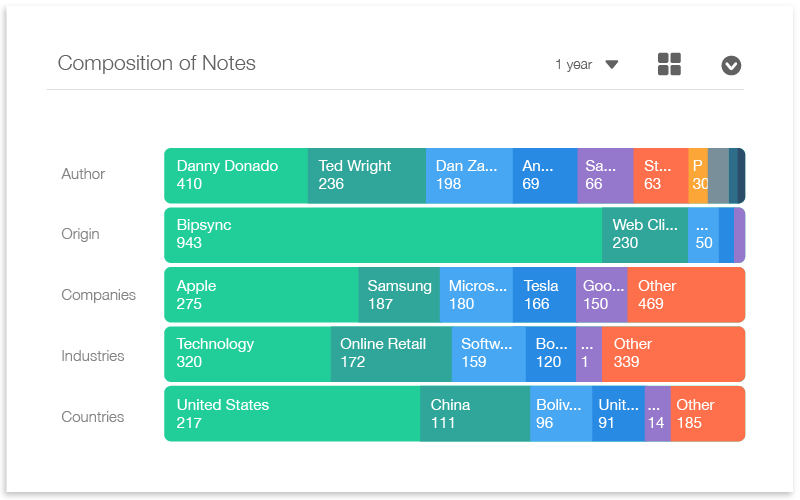 Composition of Notes
1 year
Author
Danny Donado
410
Ted Wright
236
Dan Za...
198
An...
69
Sa...
66
St...
63
P
30
Origin
Bipsync
943
Web Cli...
230
...
50
Companies
Apple
275
Samsung
187
Micros...
180
Tesla
166
Goo...
150
Other
469
Industries
Technology
320
Online Retail
172
Softw...
159
Bo...
120
...
1
Other
339
Countries
United States
217
China
111
Boliv...
96
Unit...
91
...
14
Other
185